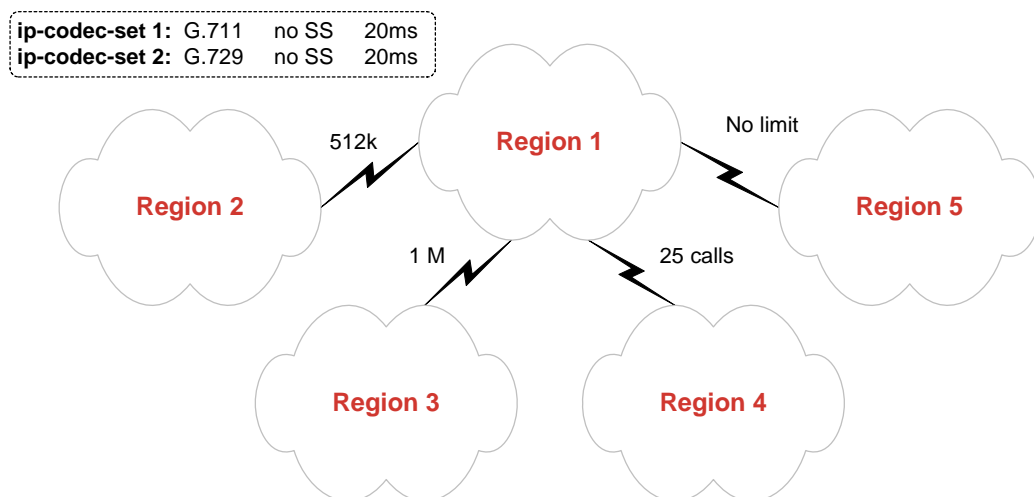 ip-codec-set 1: G.711 no SS 20ms
ip-codec-set 2: G.729 no SS 20ms
Region 1
512k
No limit
Region 2
Region 5
1 M
25 calls
Region 3
Region 4